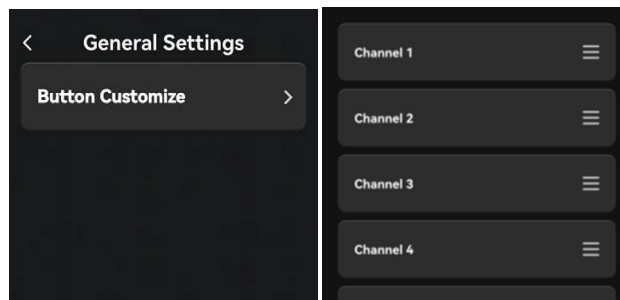 General Settings
Button Customize
Channel 1
Channel 2
Channel 3
Channel 4